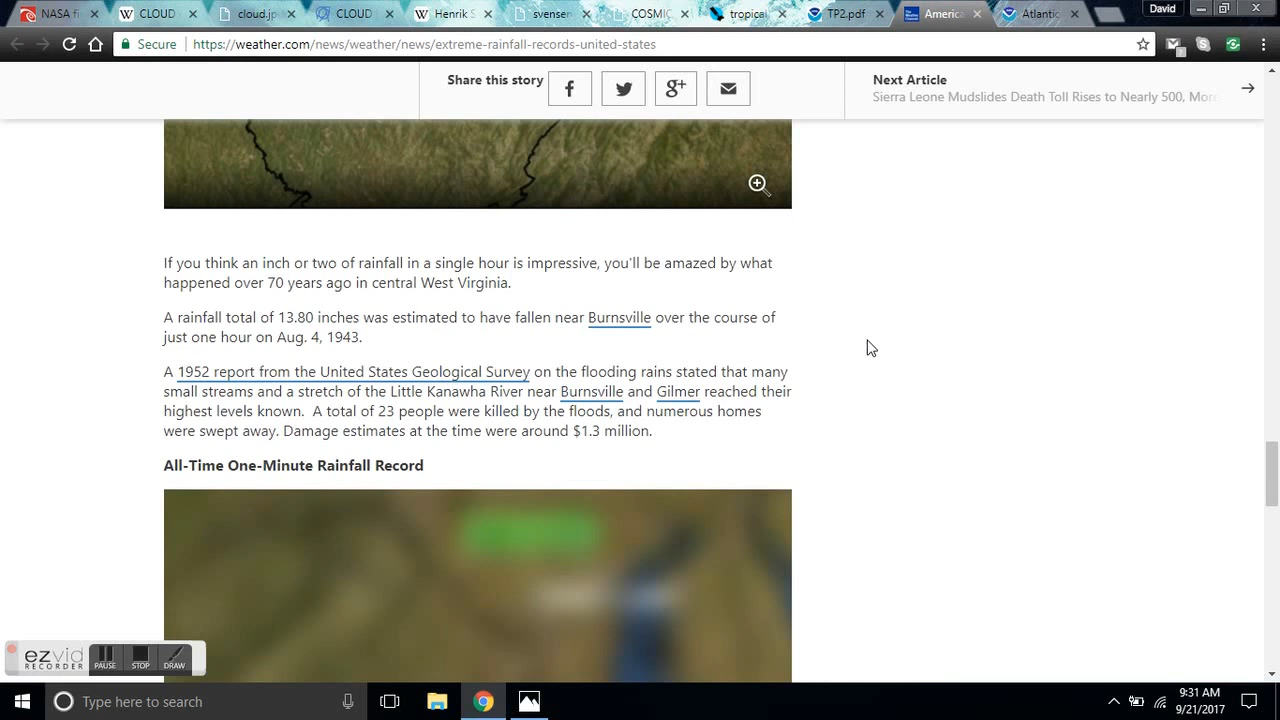 NASA fi
CLOUD
cloud.jp
CLOUD
Henrik S
svensen
COSMIC
tropical
TP2.pdf
America
Atlantic
David
Secure
https://weather.com/news/weather/news/extreme-rainfall-records-united-states
Share this story
Next Article
Sierra Leone Mudslides Death Toll Rises to Nearly 500, More
If you think an inch or two of rainfall in a single hour is impressive, you'll be amazed by what
happened over 70 years ago in central West Virginia.
A rainfall total of 13.80 inches was estimated to have fallen near Burnsville over the course of
just one hour on Aug. 4, 1943.
A 1952 report from the United States Geological Survey on the flooding rains stated that many
small streams and a stretch of the Little Kanawha River near Burnsville and Gilmer reached their
highest levels known. A total of 23 people were killed by the floods, and numerous homes
were swept away. Damage estimates at the time were around $1.3 million.
All-Time One-Minute Rainfall Record
ezvid
RECORDER
PAUSE
STOP
DRAW
Type here to search
9:31 AM
9/21/2017